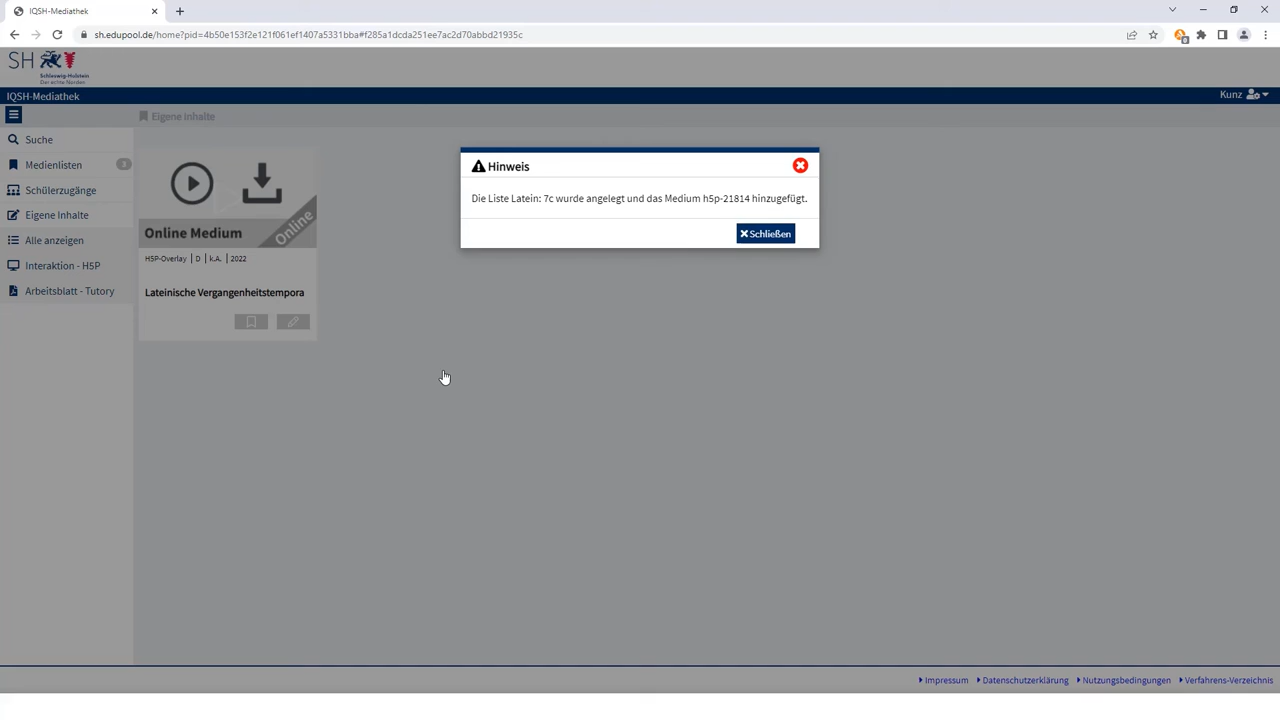 IQSH-Mediathek
sh.edupool.de/home?pid=4b50e153f2e121f061ef1407a5331bba#f285a1dcda251ee7ac2d70abbd21935c
SH
Schleswig-Holstein
Der echte Norden
IQSH-Mediathek
Kunz
Eigene Inhalte
Suche
Medienlisten 3
Schülerzugänge
Eigene Inhalte
Alle anzeigen
Interaktion - H5P
Arbeitsblatt - Tutory
Online Medium
Online
H5P-Overlay | D | k.A. | 2022
Lateinische Vergangenheitstempora
Hinweis
Die Liste Latein: 7c wurde angelegt und das Medium h5p-21814 hinzugefügt.
Schließen
Impressum
Datenschutzerklärung
Nutzungsbedingungen
Verfahrens-Verzeichnis